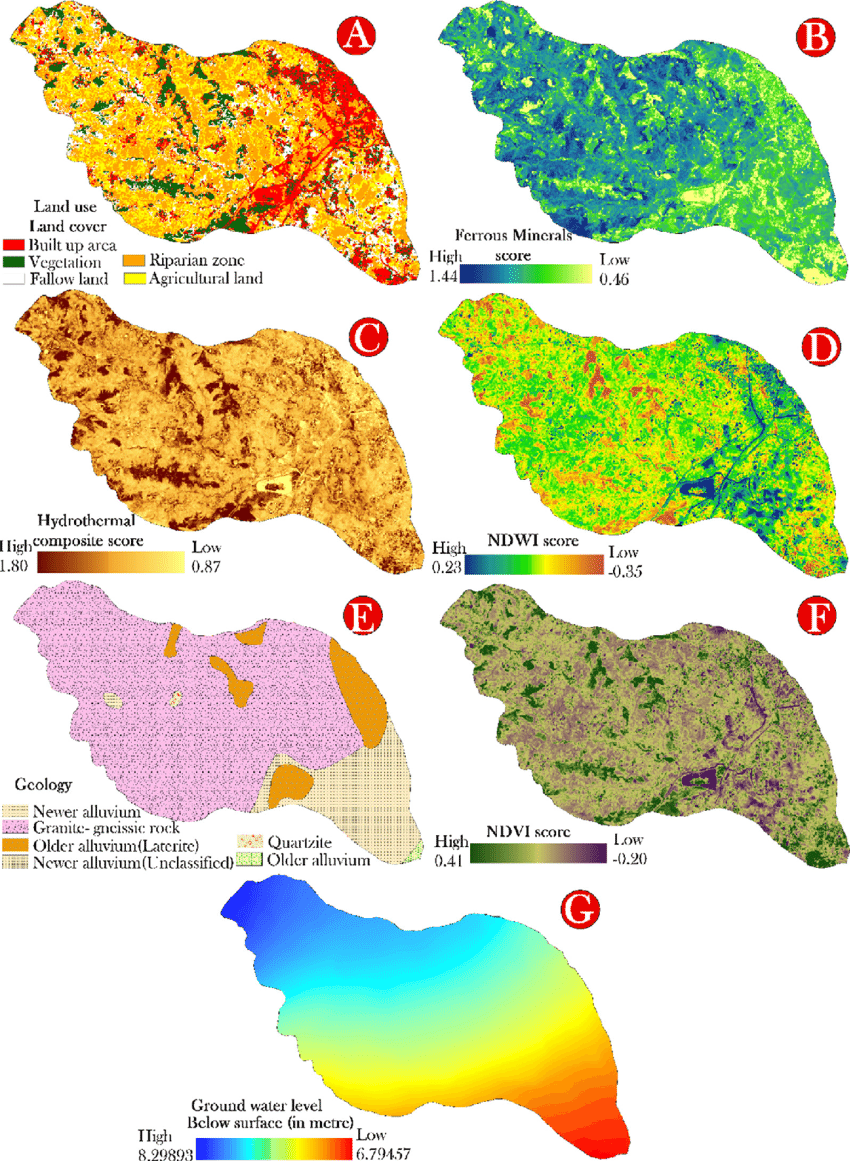 A
B
Land use
Land cover
Built up area
Vegetation
Riparian zone
Fallow land
Agricultural land
Ferrous Minerals
score
High
Low
1.44
0.46
C
D
Hydrothermal
composite score
High
Low
1.80
0.87
NDWI score
High
Low
0.23
-0.35
E
F
Geology
Newer alluvium
Granite- gneissic rock
Older alluvium(Laterite)
Quartzite
Newer alluvium(Unclassified)
Older alluvium
NDVI score
High
Low
0.41
-0.20
G
Ground water level
Below surface (in metre)
High
Low
8.29893
6.79457